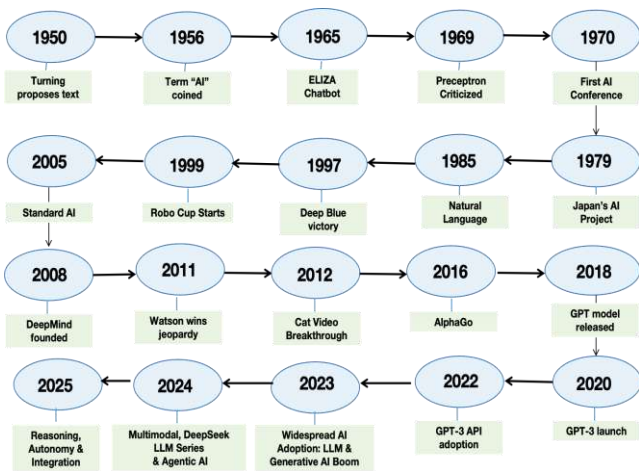 1950
1956
1965
1969
1970
Turning
proposes text
Term “AI”
coined
ELIZA
Chatbot
Preceptron
Criticized
First AI
Conference
2005
1999
1997
1985
1979
Standard AI
Robo Cup Starts
Deep Blue
victory
Natural
Language
Japan's AI
Project
2008
2011
2012
2016
2018
DeepMind
founded
Watson wins
jeopardy
Cat Video
Breakthrough
AlphaGo
GPT model
released
2025
2024
2023
2022
2020
Reasoning,
Autonomy &
Integration
Multimodal, DeepSeek
LLM Series
& Agentic AI
Widespread AI
Adoption: LLM &
Generative AI Boom
GPT-3 API
adoption
GPT-3 launch